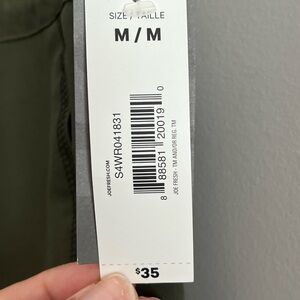 SIZE / TAILLE
M / M
JOEFRESH.COM
S4WR041831
8 88581 20019 0
JOE FRESH - TM AND/OR REG. TM
$35